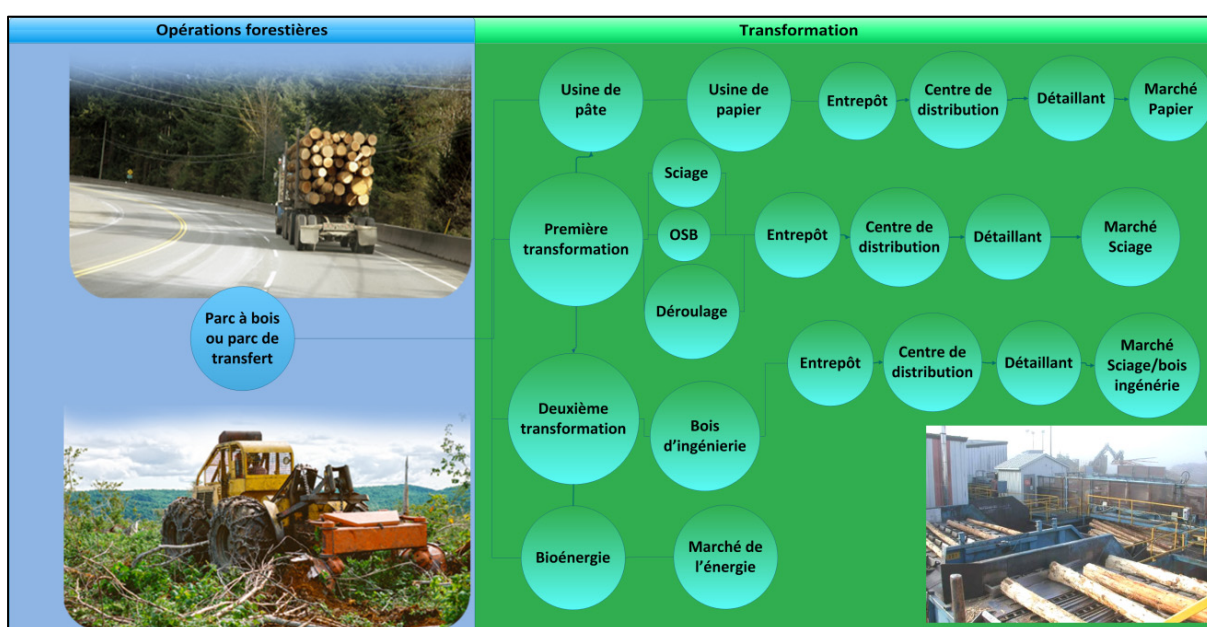 Opérations forestières
Transformation
Parc à bois
ou parc de
transfert
Usine de
pâte
Usine de
papier
Entrepôt
Centre de
distribution
Détaillant
Marché
Papier
Première
transformation
Sciage
OSB
Déroulage
Entrepôt
Centre de
distribution
Détaillant
Marché
Sciage
Deuxième
transformation
Bois
d’ingénierie
Entrepôt
Centre de
distribution
Détaillant
Marché
Sciage/bois
ingénérie
Bioénergie
Marché de
l’énergie